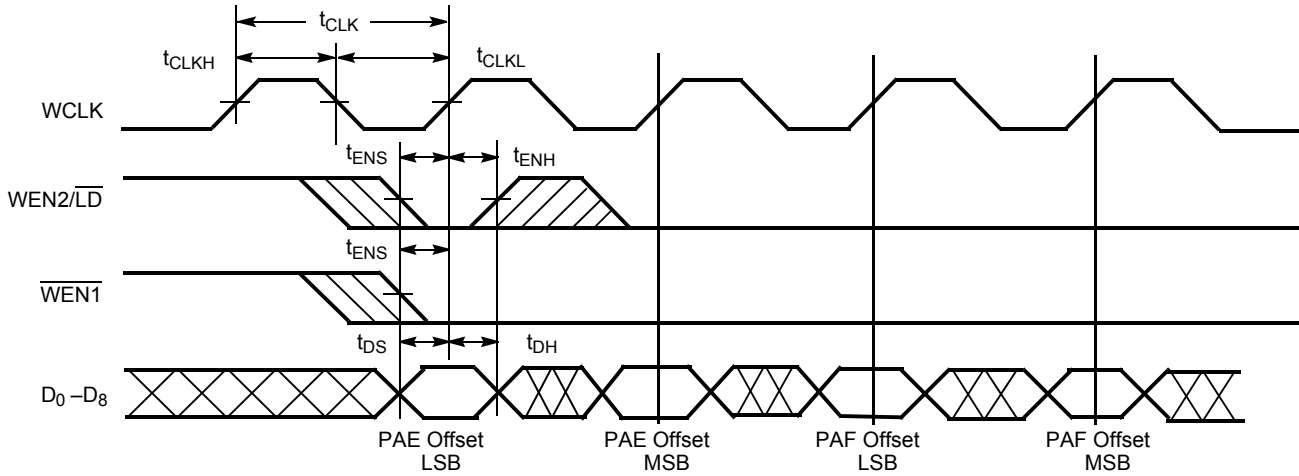 tCLK
tCLKH
tCLKL
WCLK
tENS
tENH
WEN2/LD
tENS
WEN1
tDS
tDH
D0 –D8
PAE Offset
LSB
PAE Offset
MSB
PAF Offset
LSB
PAF Offset
MSB